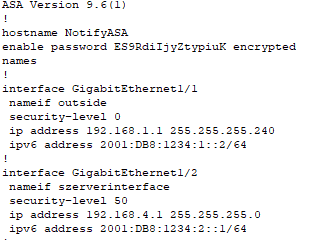 ASA Version 9.6(1)
!
hostname NotifyASA
enable password ES9RdiIjyZtypiuK encrypted
names
!
interface GigabitEthernet1/1
nameif outside
security-level 0
ip address 192.168.1.1 255.255.255.240
ipv6 address 2001:DB8:1234:1::2/64
!
interface GigabitEthernet1/2
nameif szerverinterface
security-level 50
ip address 192.168.4.1 255.255.255.0
ipv6 address 2001:DB8:1234:2::1/64